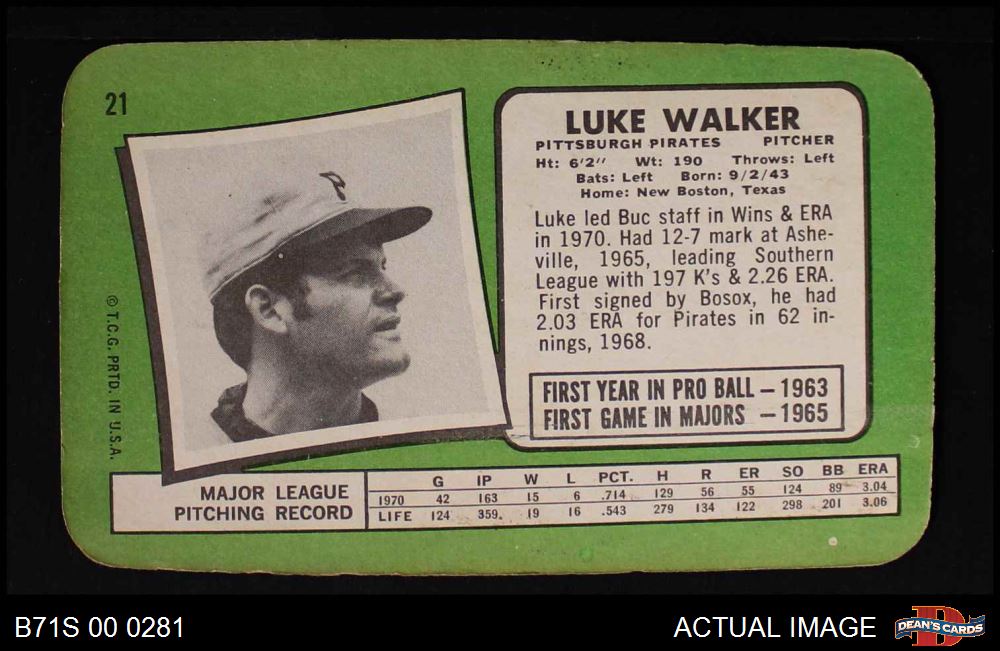 21
LUKE WALKER
PITTSBURGH PIRATES PITCHER
Ht: 6'2" Wt: 190 Throws: Left
Bats: Left Born: 9/2/43
Home: New Boston, Texas
Luke led Buc staff in Wins & ERA
in 1970. Had 12-7 mark at Ashe-
ville, 1965, leading Southern
League with 197 K's & 2.26 ERA.
First signed by Bosox, he had
2.03 ERA for Pirates in 62 in-
nings, 1968.
FIRST YEAR IN PRO BALL – 1963
FIRST GAME IN MAJORS – 1965
© T.C.G. PRTD. IN U.S.A.
P
MAJOR LEAGUE
PITCHING RECORD
G IP W L PCT. H R ER SO BB ERA
1970 42 163 15 6 .714 129 56 55 124 89 3.04
LIFE 124 359. 19 16 .543 279 134 122 298 201 3.06
B71S 00 0281
ACTUAL IMAGE
DEAN'S CARDS